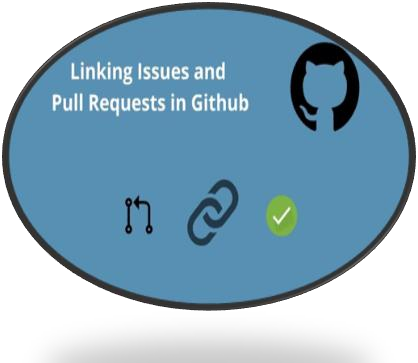 Linking Issues and
Pull Requests in Github